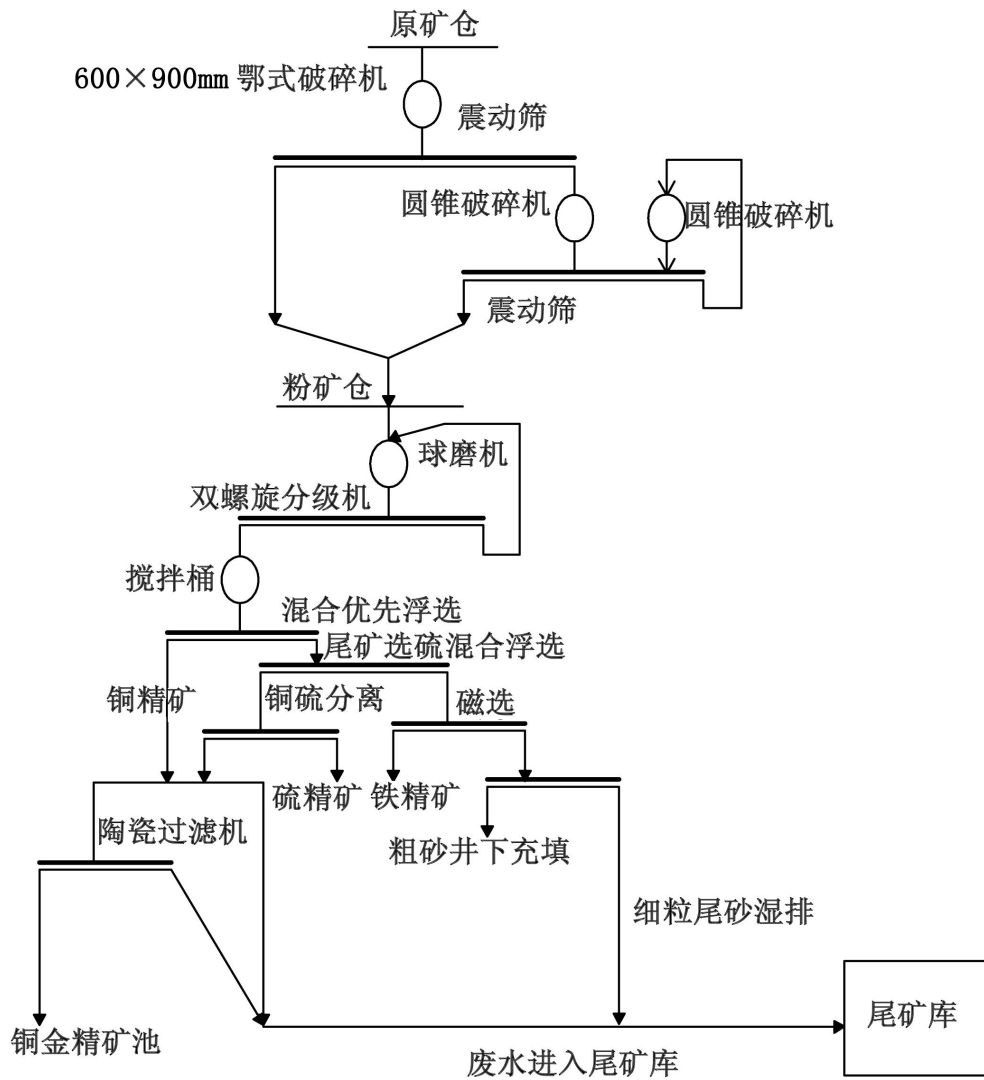 原矿仓
600×900mm 鄂式破碎机
震动筛
圆锥破碎机
圆锥破碎机
震动筛
粉矿仓
球磨机
双螺旋分级机
搅拌桶
混合优先浮选
尾矿选硫混合浮选
铜精矿
铜硫分离
磁选
硫精矿
铁精矿
陶瓷过滤机
粗砂井下充填
细粒尾砂湿排
尾矿库
铜金精矿池
废水进入尾矿库